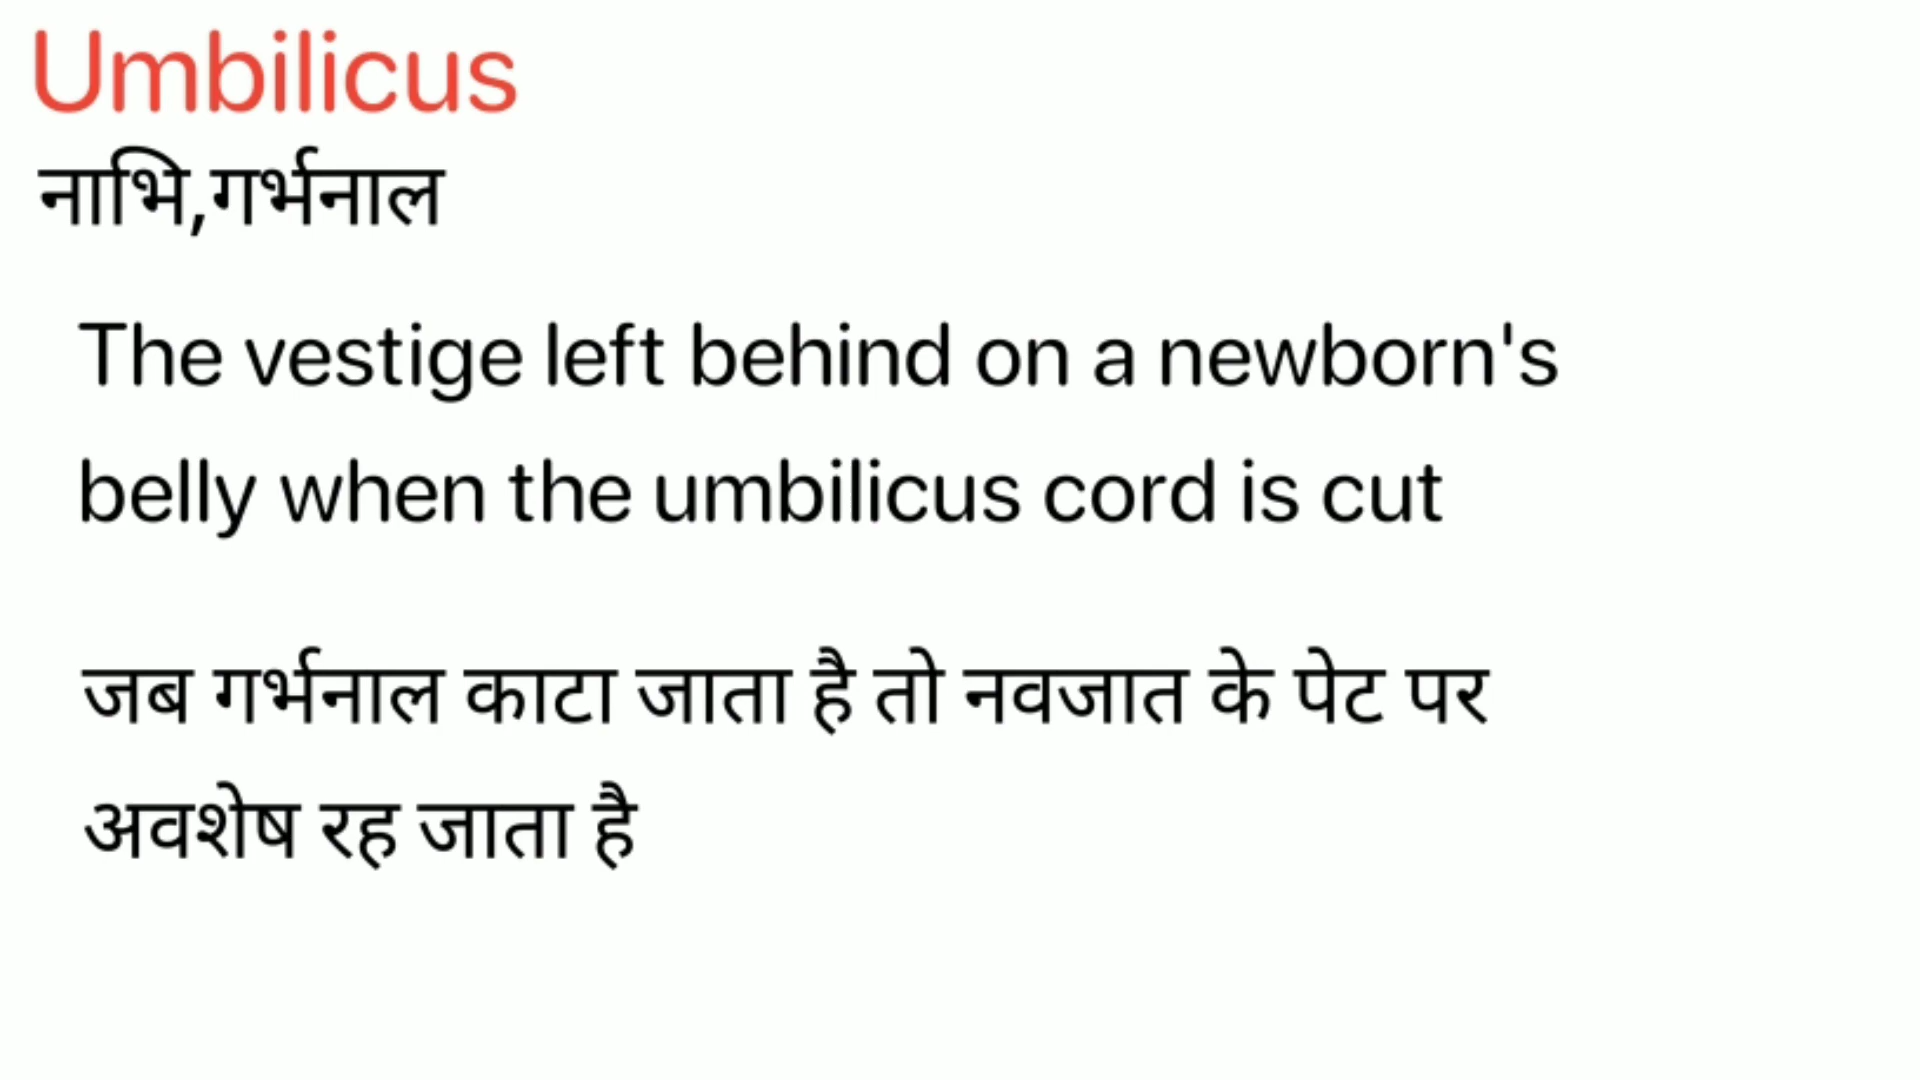 Umbilicus
नाभि,गर्भनाल
The vestige left behind on a newborn's
belly when the umbilicus cord is cut
जब गर्भनाल काटा जाता है तो नवजात के पेट पर
अवशेष रह जाता है